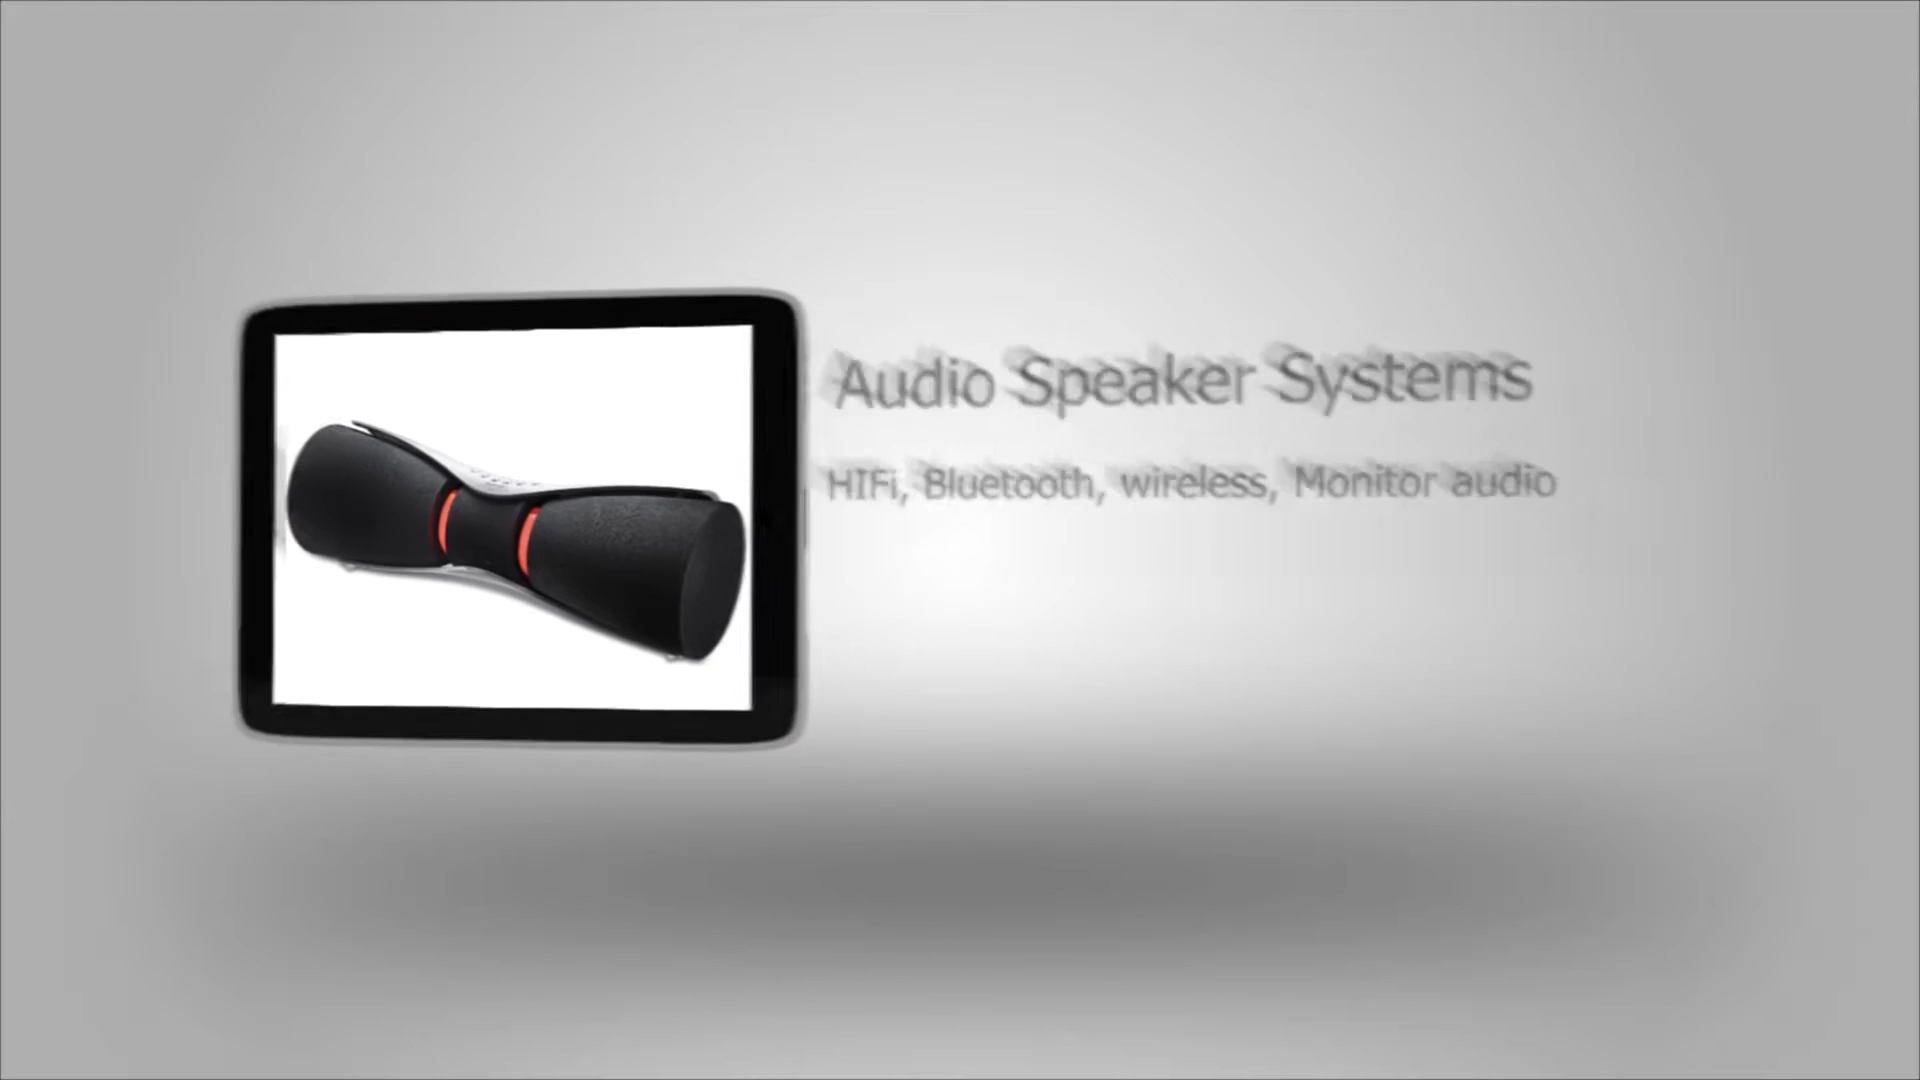 Audio Speaker Systems
HIFi, Bluetooth, wireless, Monitor audio